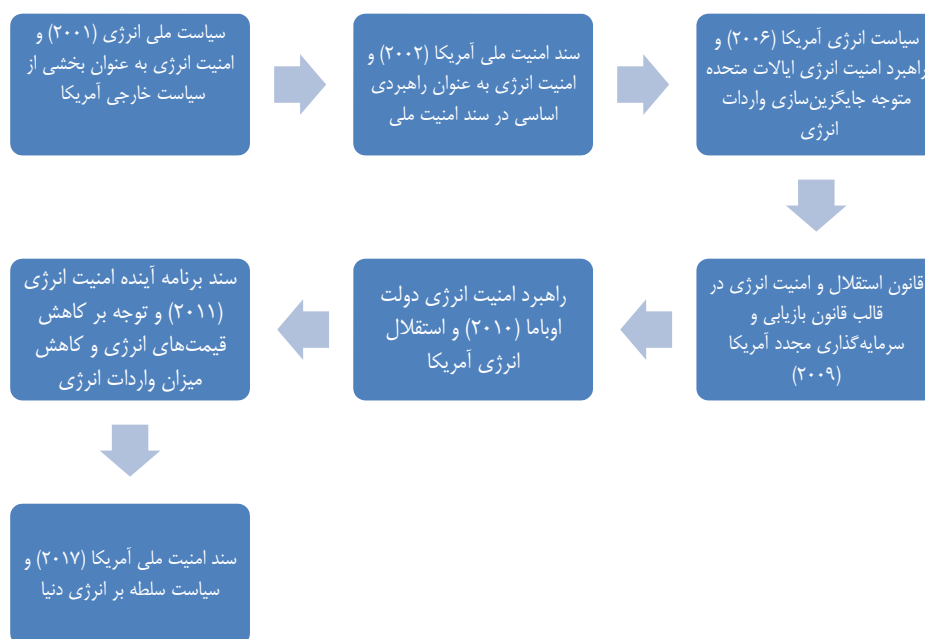 سیاست ملی انرژی (۲۰۰۱) و
امنیت انرژی به عنوان بخشی از
سیاست خارجی آمریکا
سند امنیت ملی آمریکا (۲۰۰۲) و
امنیت انرژی به عنوان راهبردی
اساسی در سند امنیت ملی
سیاست انرژی آمریکا (۲۰۰۶) و
راهبرد امنیت انرژی ایالات متحده
متوجه جایگزین‌سازی واردات
انرژی
قانون استقلال و امنیت انرژی در
قالب قانون بازیابی و
سرمایه‌گذاری مجدد آمریکا
(۲۰۰۹)
راهبرد امنیت انرژی دولت
اوباما (۲۰۱۰) و استقلال
انرژی آمریکا
سند برنامه آینده امنیت انرژی
(۲۰۱۱) و توجه بر کاهش
قیمت‌های انرژی و کاهش
میزان واردات انرژی
سند امنیت ملی آمریکا (۲۰۱۷) و
سیاست سلطه بر انرژی دنیا